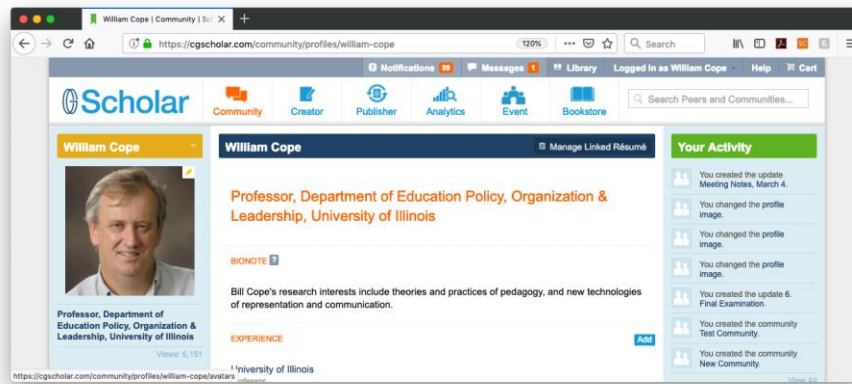 William Cope | Community | Sc
https://cgscholar.com/community/profiles/william-cope
120%
Search
Notifications 99
Messages 1
Library
Logged in as William Cope
Help
Cart
Scholar
Community
Creator
Publisher
Analytics
Event
Bookstore
Search Peers and Communities...
William Cope
Professor, Department of
Education Policy, Organization &
Leadership, University of Illinois
Views: 6,151
William Cope
Manage Linked Résumé
Professor, Department of Education Policy, Organization &
Leadership, University of Illinois
BIONOTE ?
Bill Cope's research interests include theories and practices of pedagogy, and new technologies
of representation and communication.
EXPERIENCE
Add
University of Illinois
Professor
Your Activity
You created the update
Meeting Notes, March 4.
You changed the profile
image.
You changed the profile
image.
You changed the profile
image.
You created the update 6.
Final Examination.
You created the community
Test Community.
You created the community
New Community.
View All
https://cgscholar.com/community/profiles/william-cope/avatars